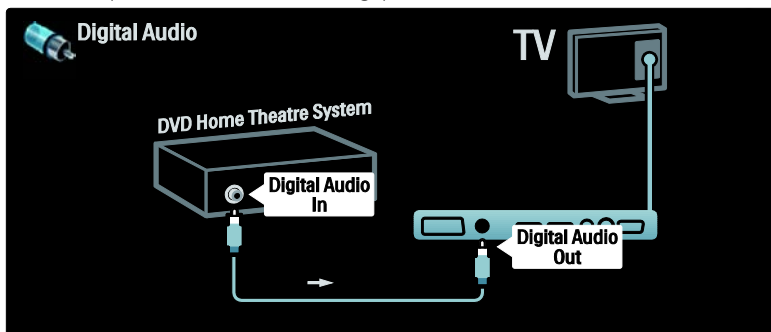 Digital Audio
TV
DVD Home Theatre System
Digital Audio
In
Digital Audio
Out